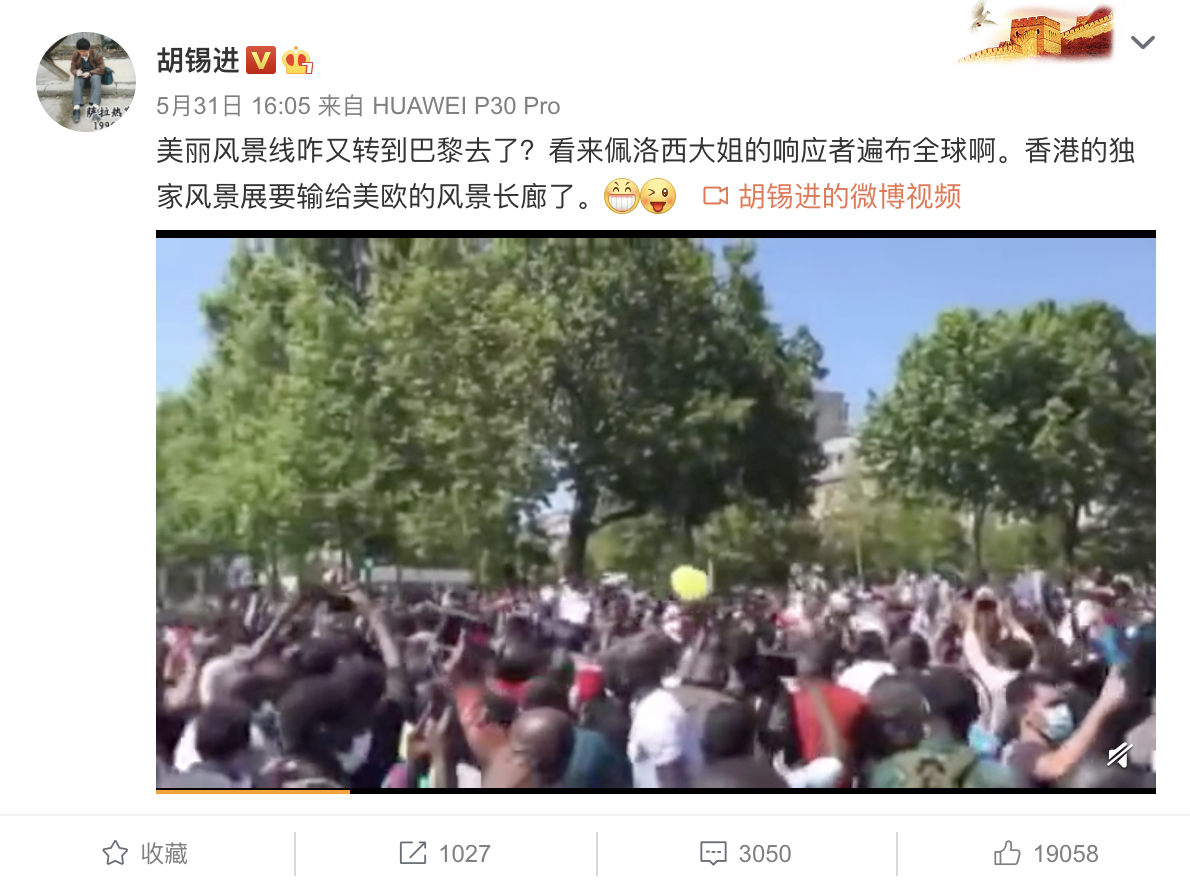 胡锡进
5月31日 16:05 来自 HUAWEI P30 Pro
美丽风景线咋又转到巴黎去了？看来佩洛西大姐的响应者遍布全球啊。香港的独
家风景展要输给美欧的风景长廊了。 胡锡进的微博视频
萨拉热
199
收藏 1027 3050 19058